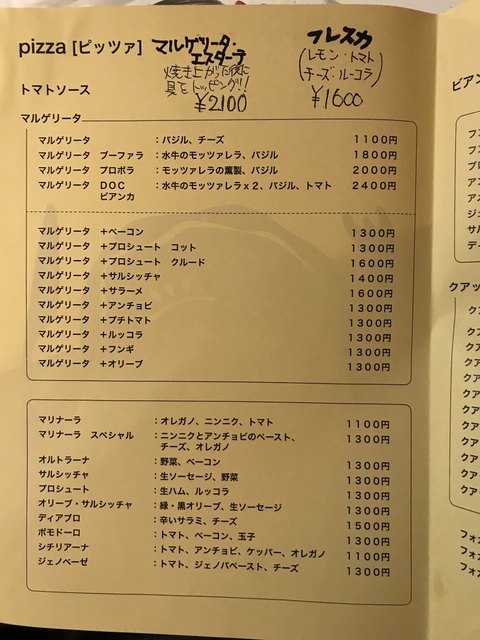 pizza [ピッツァ]
マルゲリータ・
エスターテ
焼き上がった後に
具をトッピング!!
¥2100
フレスカ
(レモン・トマト
チーズ・ルーコラ)
¥1600
トマトソース
マルゲリータ
マルゲリータ ：バジル、チーズ 1100円
マルゲリータ ブーファラ ：水牛のモッツァレラ、バジル 1800円
マルゲリータ プロボラ ：モッツァレラの薫製、バジル 2000円
マルゲリータ DOC ：水牛のモッツァレラｘ2、バジル、トマト 2400円
ビアンカ
マルゲリータ ＋ベーコン 1300円
マルゲリータ ＋プロシュート コット 1300円
マルゲリータ ＋プロシュート クルード 1600円
マルゲリータ ＋サルシッチャ 1400円
マルゲリータ ＋サラーメ 1600円
マルゲリータ ＋アンチョビ 1300円
マルゲリータ ＋プチトマト 1300円
マルゲリータ ＋ルッコラ 1300円
マルゲリータ ＋フンギ 1300円
マルゲリータ ＋オリーブ 1300円
マリナーラ ：オレガノ、ニンニク、トマト 1100円
マリナーラ スペシャル ：ニンニクとアンチョビのペースト、 1300円
チーズ、オレガノ
オルトラーナ ：野菜、ベーコン 1300円
サルシッチャ ：生ソーセージ、野菜 1300円
プロシュート ：生ハム、ルッコラ 1300円
オリーブ・サルシッチャ ：緑・黒オリーブ、生ソーセージ 1300円
ディアブロ ：辛いサラミ、チーズ 1500円
ポモドーロ ：トマト、ベーコン、玉子 1300円
シチリアーナ ：トマト、アンチョビ、ケッパー、オレガノ 1100円
ジェノベーゼ ：トマト、ジェノバペースト、チーズ 1300円
ビアン
クアッ